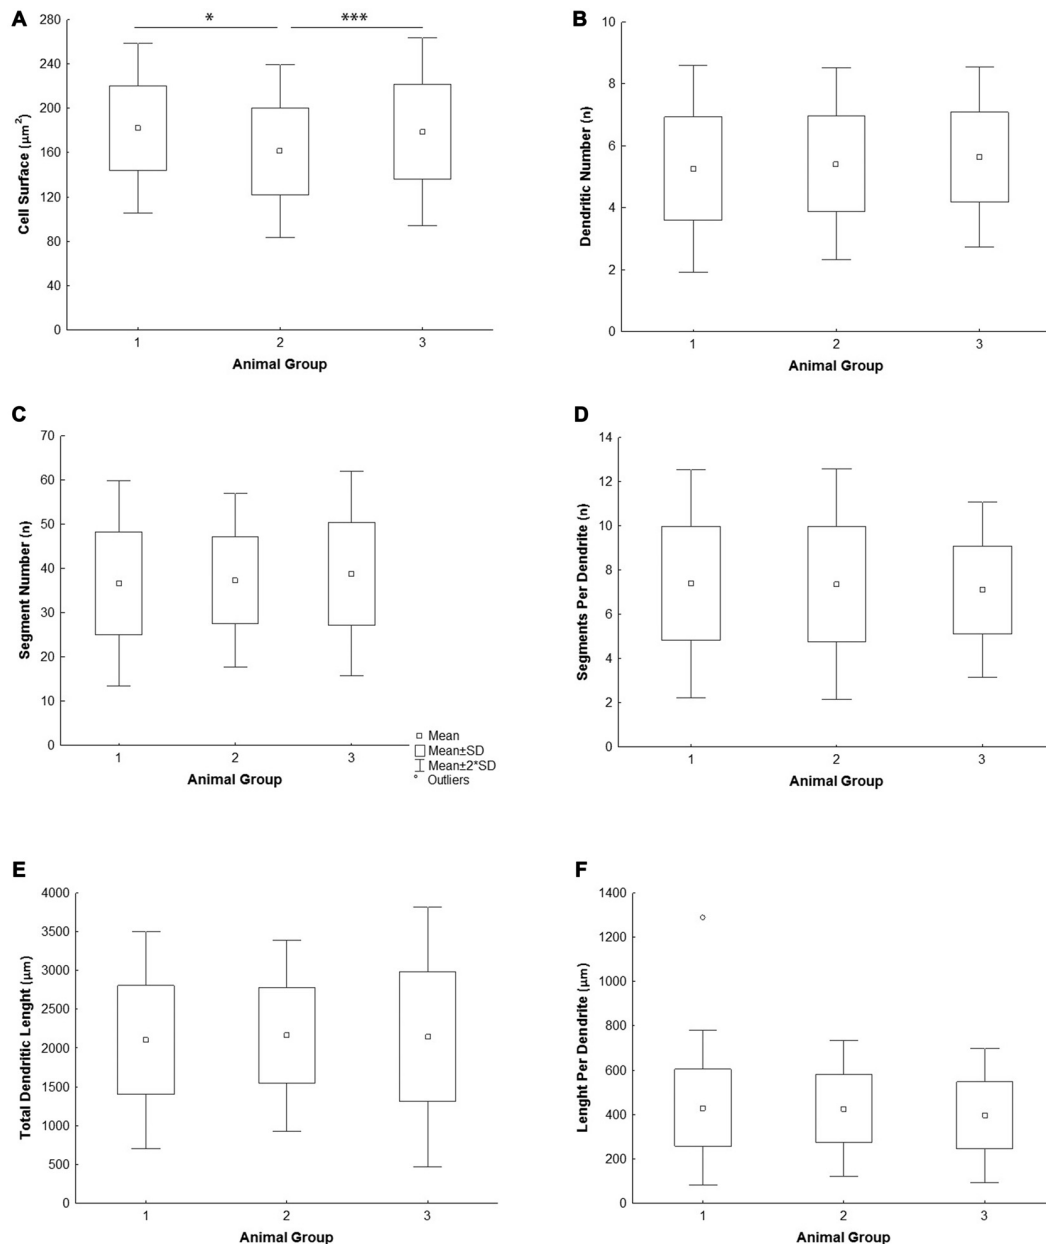 A
*
***
Cell Surface (µm²)
280
240
200
160
120
80
40
0
1 2 3
Animal Group
B
Dendritic Number (n)
10
8
6
4
2
0
1 2 3
Animal Group
C
Segment Number (n)
70
60
50
40
30
20
10
0
1 2 3
Animal Group
Mean
Mean±SD
Mean±2*SD
Outliers
D
Segments Per Dendrite (n)
14
12
10
8
6
4
2
0
1 2 3
Animal Group
E
Total Dendritic Lenght (µm)
4000
3500
3000
2500
2000
1500
1000
500
0
1 2 3
Animal Group
F
Lenght Per Dendrite (µm)
1400
1200
1000
800
600
400
200
0
1 2 3
Animal Group